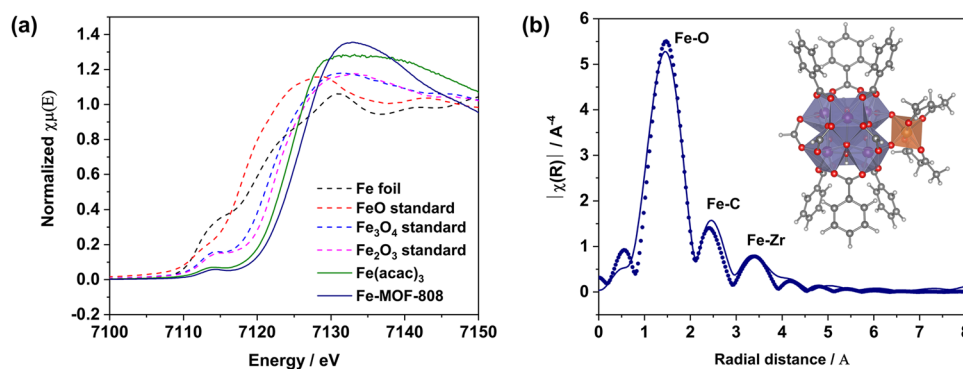 (a)
Normalized χμ(E)
1.4
1.2
1.0
0.8
0.6
0.4
0.2
0.0
-0.2
Fe foil
FeO standard
Fe₃O₄ standard
Fe₂O₃ standard
Fe(acac)₃
Fe-MOF-808
7100
7110
7120
7130
7140
7150
Energy / eV
(b)
|χ(R)| / A⁻⁴
6
5
4
3
2
1
0
Fe-O
Fe-C
Fe-Zr
0
1
2
3
4
5
6
7
8
Radial distance / A